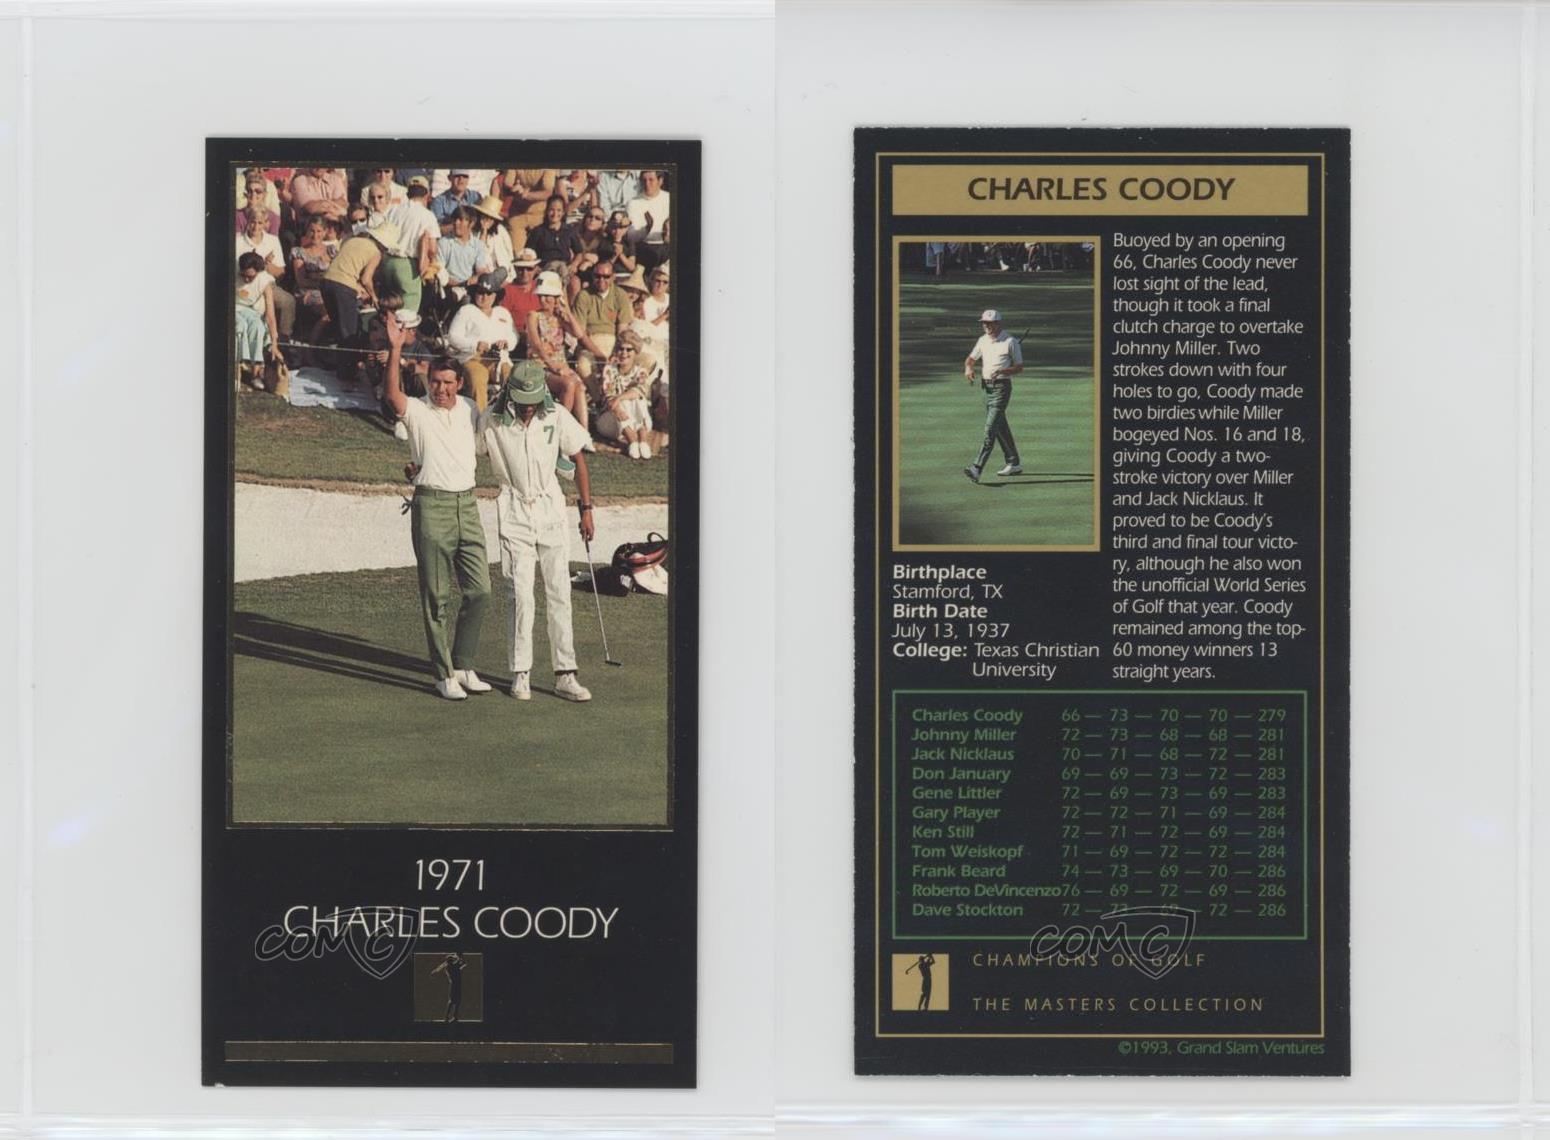 7
1971
CHARLES COODY
COMC
CHARLES COODY
Buoyed by an opening
66, Charles Coody never
lost sight of the lead,
though it took a final
clutch charge to overtake
Johnny Miller. Two
strokes down with four
holes to go, Coody made
two birdies while Miller
bogeyed Nos. 16 and 18,
giving Coody a two-
stroke victory over Miller
and Jack Nicklaus. It
proved to be Coody's
third and final tour victo-
ry, although he also won
the unofficial World Series
of Golf that year. Coody
remained among the top-
60 money winners 13
straight years.
Birthplace
Stamford, TX
Birth Date
July 13, 1937
College: Texas Christian
University
Charles Coody 66 — 73 — 70 — 70 — 279
Johnny Miller 72 — 73 — 68 — 68 — 281
Jack Nicklaus 70 — 71 — 68 — 72 — 281
Don January 69 — 69 — 73 — 72 — 283
Gene Littler 72 — 69 — 73 — 69 — 283
Gary Player 72 — 72 — 71 — 69 — 284
Ken Still 72 — 71 — 72 — 69 — 284
Tom Weiskopf 71 — 69 — 72 — 72 — 284
Frank Beard 74 — 73 — 69 — 70 — 286
Roberto DeVincenzo 76 — 69 — 72 — 69 — 286
Dave Stockton 72 — 73 — 69 — 72 — 286
COMC
CHAMPIONS OF GOLF
THE MASTERS COLLECTION
©1993, Grand Slam Ventures